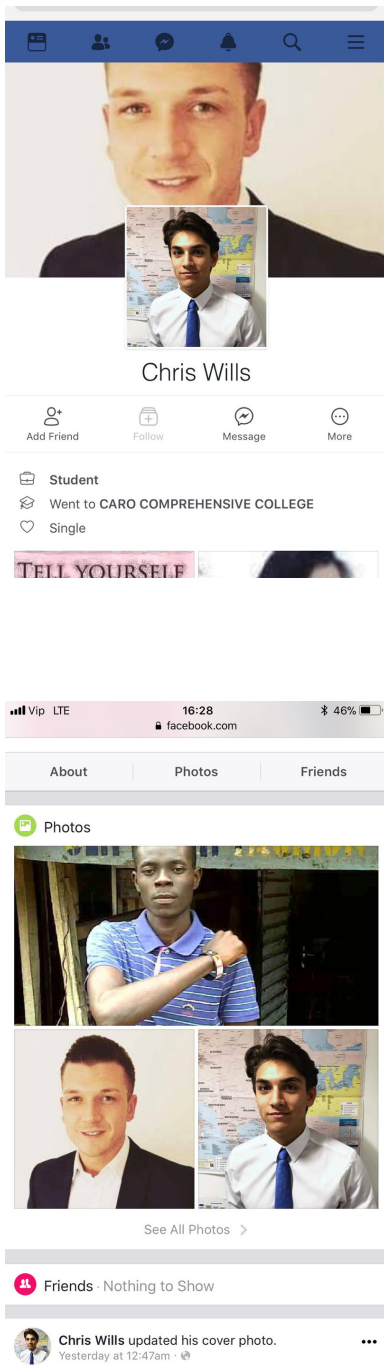 Chris Wills
Add Friend
Follow
Message
More
Student
Went to CARO COMPREHENSIVE COLLEGE
Single
TELL YOURSELF
Vip LTE
16:28
46%
facebook.com
About
Photos
Friends
Photos
See All Photos
Friends · Nothing to Show
Chris Wills updated his cover photo.
Yesterday at 12:47am ·